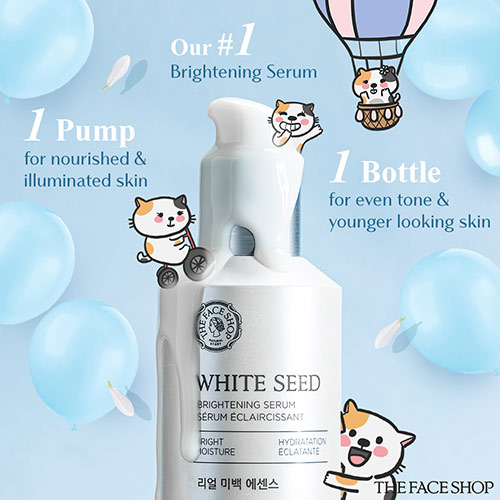 Our #1
Brightening Serum
1 Pump
for nourished &
illuminated skin
1 Bottle
for even tone &
younger looking skin
THE FACE SHOP
NATURAL STORY
WHITE SEED
BRIGHTENING SERUM
SÉRUM ÉCLAIRCISSANT
BRIGHT HYDRATATION
MOISTURE ÉCLATANTE
리얼 미백 에센스
THE FACE SHOP